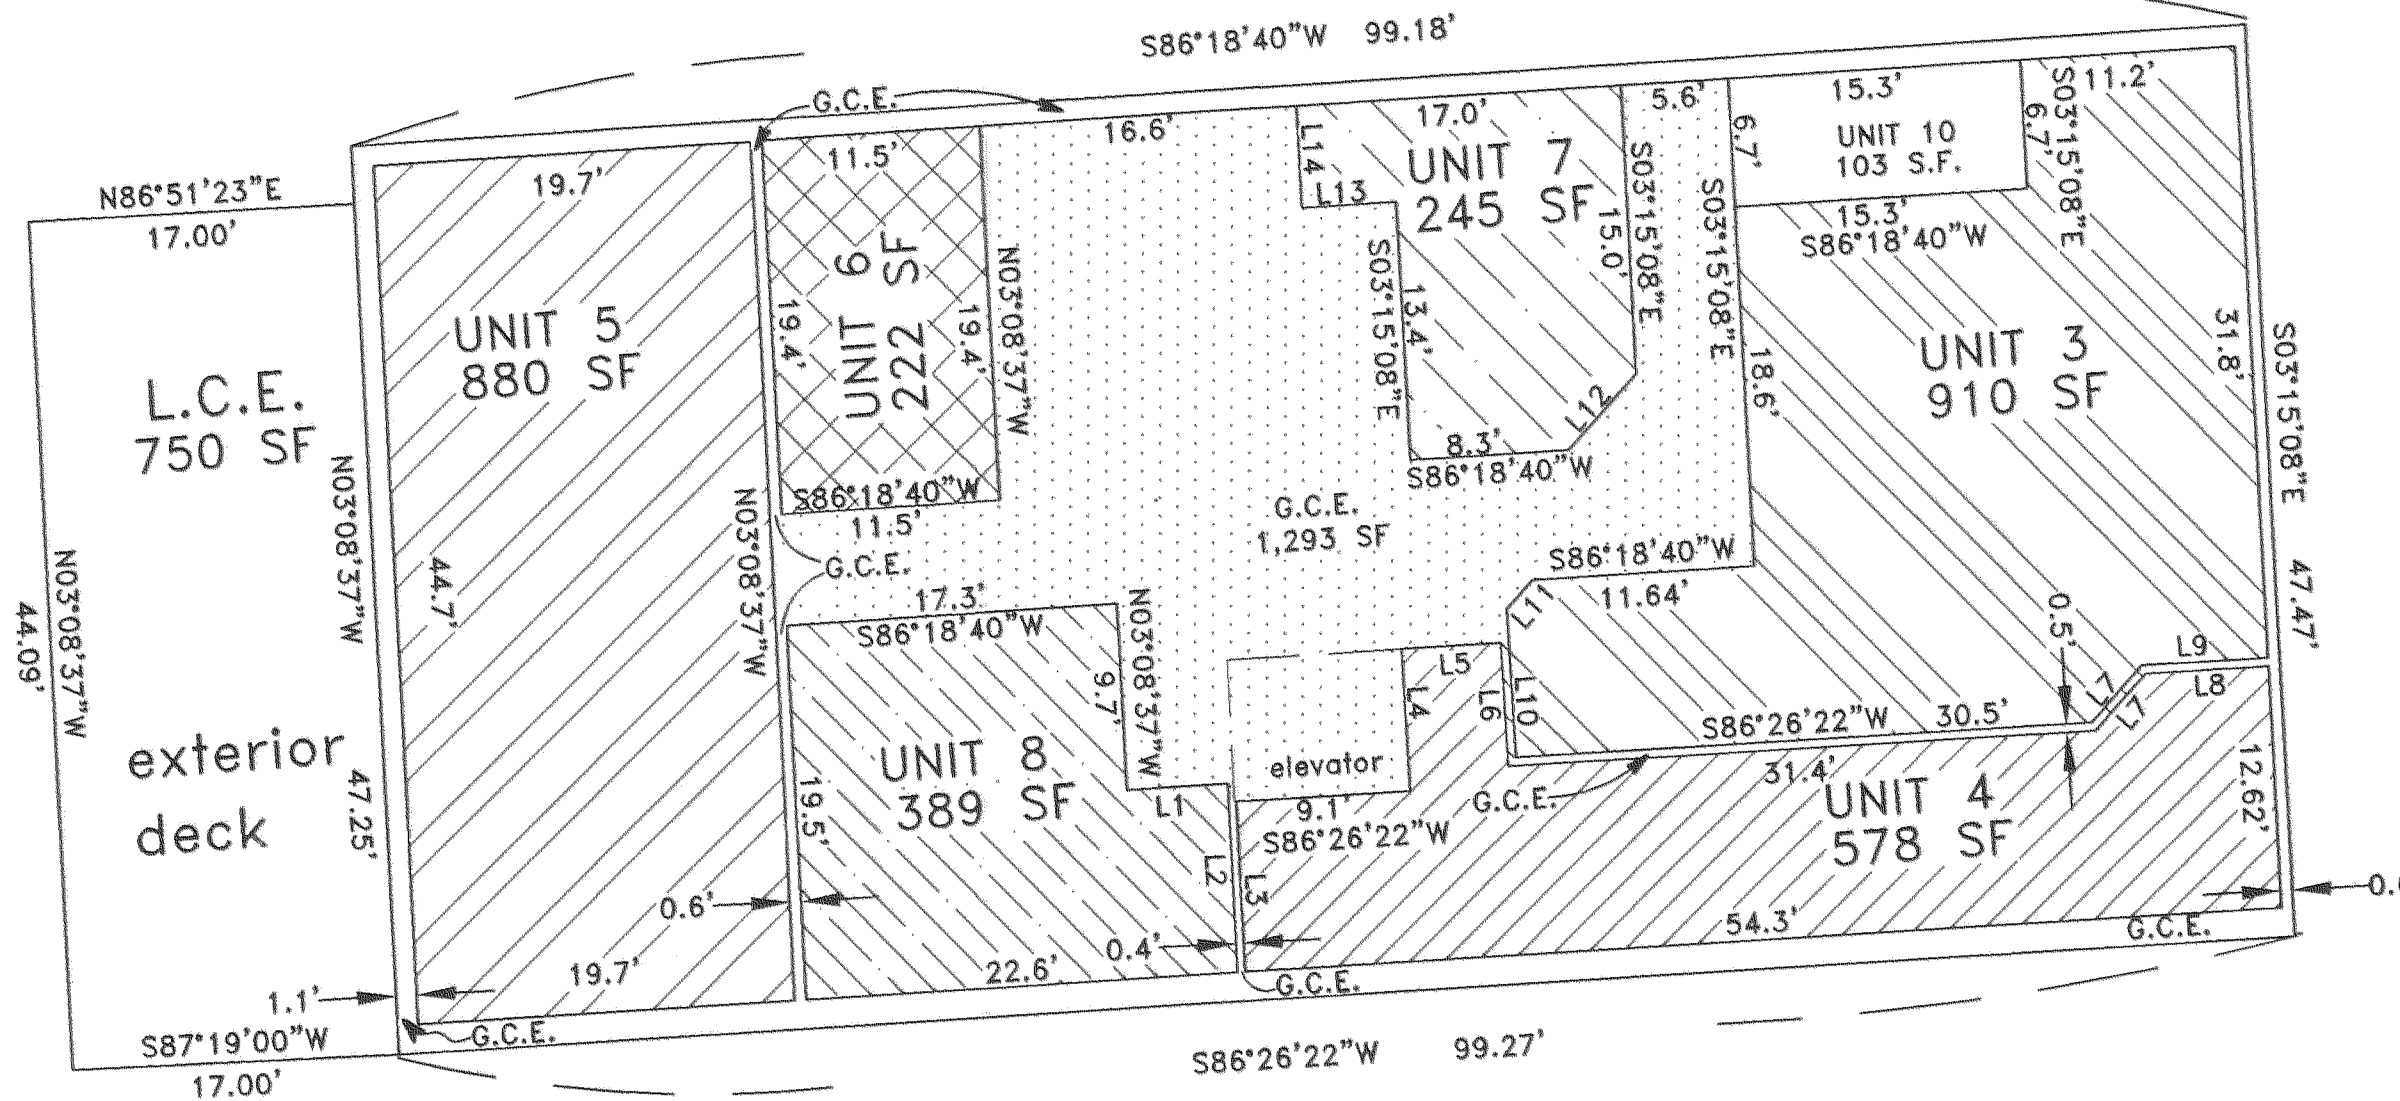 S86°18'40"W 99.18'
G.C.E.
N86°51'23"E
17.00'
L.C.E.
750 SF
N03°08'37"W
44.09'
exterior
deck
N03°08'37"W
47.25'
1.1'
S87°19'00"W
17.00'
G.C.E.
19.7'
UNIT 5
880 SF
44.7'
19.7'
N03°08'37"W
0.6'
11.5'
UNIT 6
222 SF
19.4'
19.4'
N03°08'37"W
S86°18'40"W
11.5'
G.C.E.
17.3'
S86°18'40"W
9.7'
N03°08'37"W
UNIT 8
389 SF
19.5'
L1
L2
0.4'
22.6'
G.C.E.
16.6'
L14
L13
17.0'
UNIT 7
245 SF
15.0'
S03°15'08"E
S03°15'08"E
13.4'
L12
8.3'
S86°18'40"W
G.C.E.
1,293 SF
5.6'
S03°15'08"E
6.7'
15.3'
UNIT 10
103 S.F.
6.7'
S03°15'08"E
11.2'
15.3'
S86°18'40"W
18.6'
UNIT 3
910 SF
31.8'
S03°15'08"E 47.47'
S86°18'40"W
11.64'
L11
L10
0.5'
L9
L7
L7
L8
S86°26'22"W 30.5'
31.4'
elevator
L5
L4
L6
9.1'
S86°26'22"W
G.C.E.
UNIT 4
578 SF
12.62'
L3
54.3'
G.C.E.
S86°26'22"W 99.27'